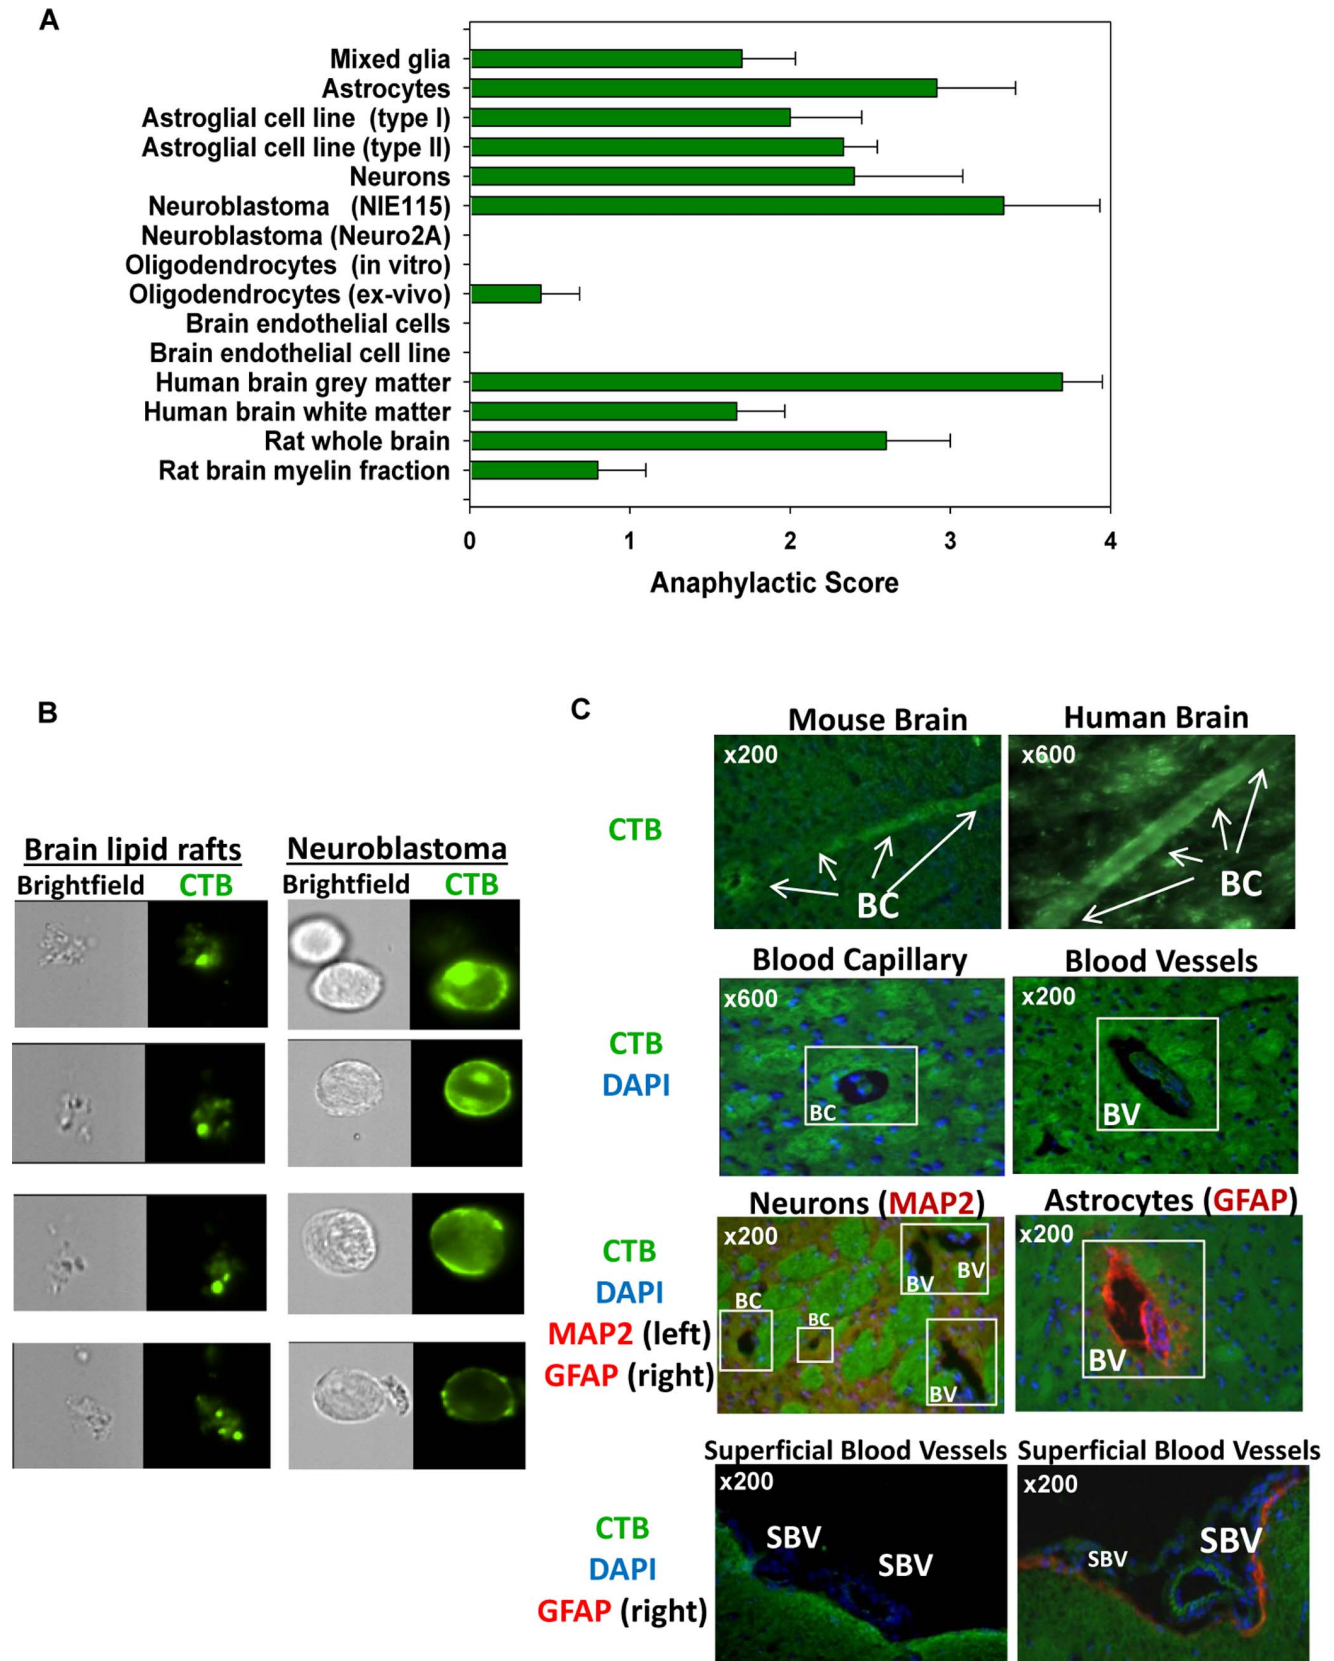 A
Mixed glia
Astrocytes
Astroglial cell line (type I)
Astroglial cell line (type II)
Neurons
Neuroblastoma (NIE115)
Neuroblastoma (Neuro2A)
Oligodendrocytes (in vitro)
Oligodendrocytes (ex-vivo)
Brain endothelial cells
Brain endothelial cell line
Human brain grey matter
Human brain white matter
Rat whole brain
Rat brain myelin fraction
0 1 2 3 4
Anaphylactic Score
B
Brain lipid rafts Neuroblastoma
Brightfield CTB Brightfield CTB
C
Mouse Brain Human Brain
x200 x600
CTB
BC BC
Blood Capillary Blood Vessels
x600 x200
CTB
DAPI
BC BV
Neurons (MAP2) Astrocytes (GFAP)
x200 x200
CTB
DAPI
MAP2 (left)
GFAP (right)
BV BV
BC BC
BV BV
Superficial Blood Vessels Superficial Blood Vessels
x200 x200
CTB
DAPI
GFAP (right)
SBV SBV
SBV SBV